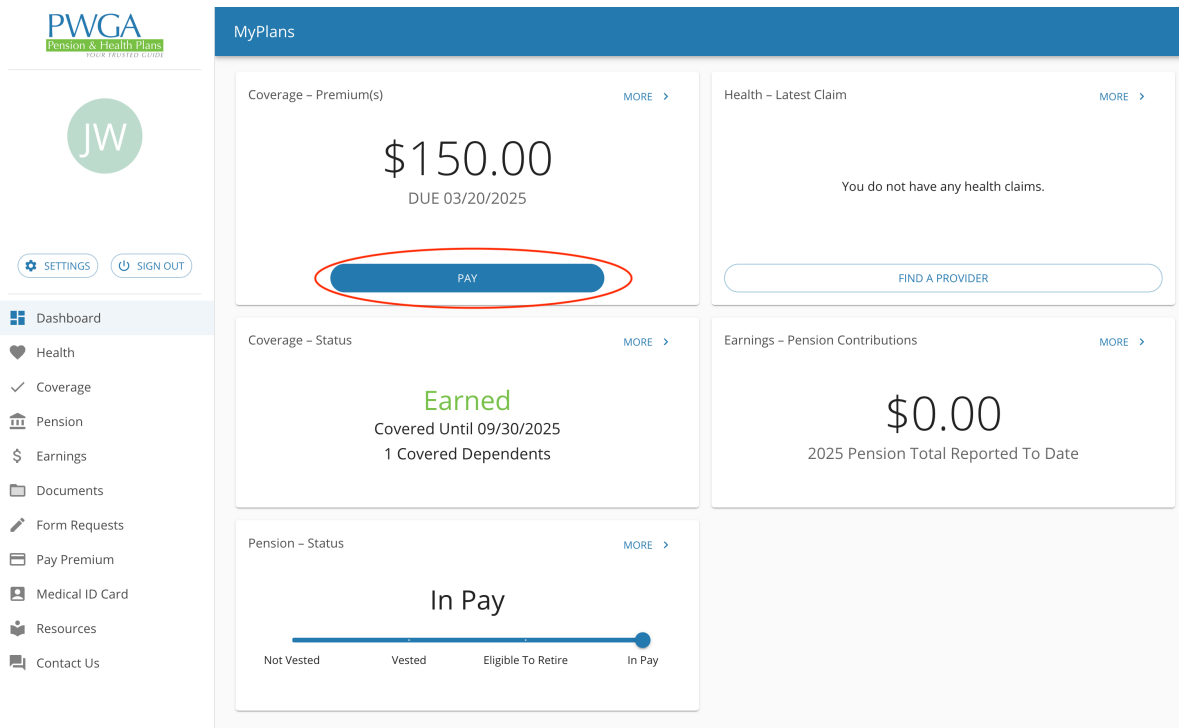 PWGA
Pension & Health Plans
YOUR TRUSTED GUIDE
JW
SETTINGS
SIGN OUT
Dashboard
Health
Coverage
Pension
Earnings
Documents
Form Requests
Pay Premium
Medical ID Card
Resources
Contact Us
MyPlans
Coverage – Premium(s)
MORE
$150.00
DUE 03/20/2025
PAY
Health – Latest Claim
MORE
You do not have any health claims.
FIND A PROVIDER
Coverage – Status
MORE
Earned
Covered Until 09/30/2025
1 Covered Dependents
Earnings – Pension Contributions
MORE
$0.00
2025 Pension Total Reported To Date
Pension – Status
MORE
In Pay
Not Vested Vested Eligible To Retire In Pay